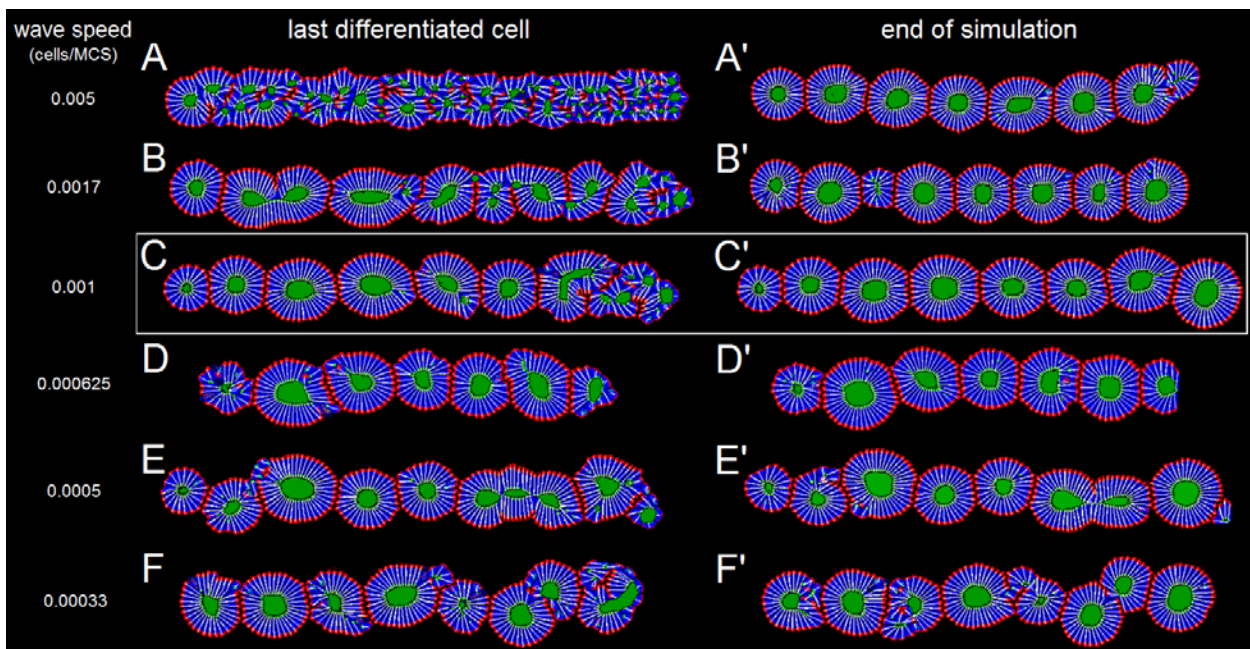 wave speed last differentiated cell end of simulation
(cells/MCS)
A A'
0.005
B B'
0.0017
C C'
0.001
D D'
0.000625
E E'
0.0005
F F'
0.00033